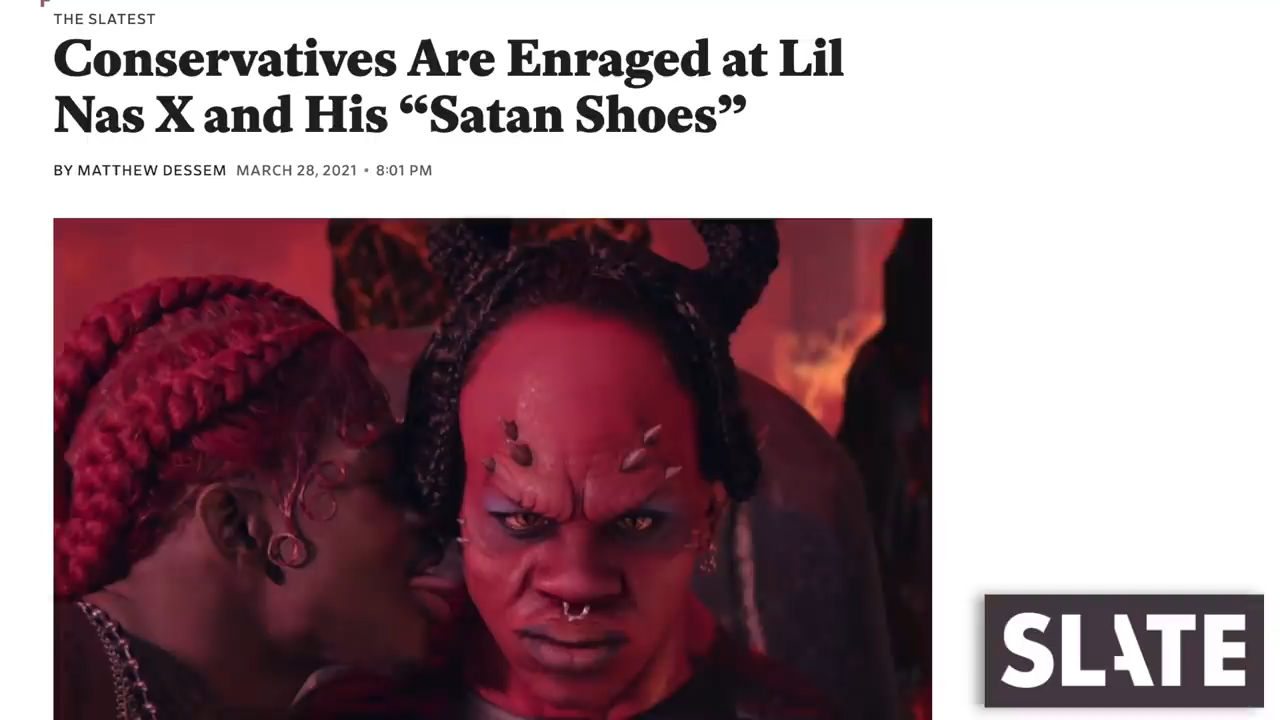 THE SLATEST
Conservatives Are Enraged at Lil
Nas X and His “Satan Shoes”
BY MATTHEW DESSEM MARCH 28, 2021 • 8:01 PM
SLATE